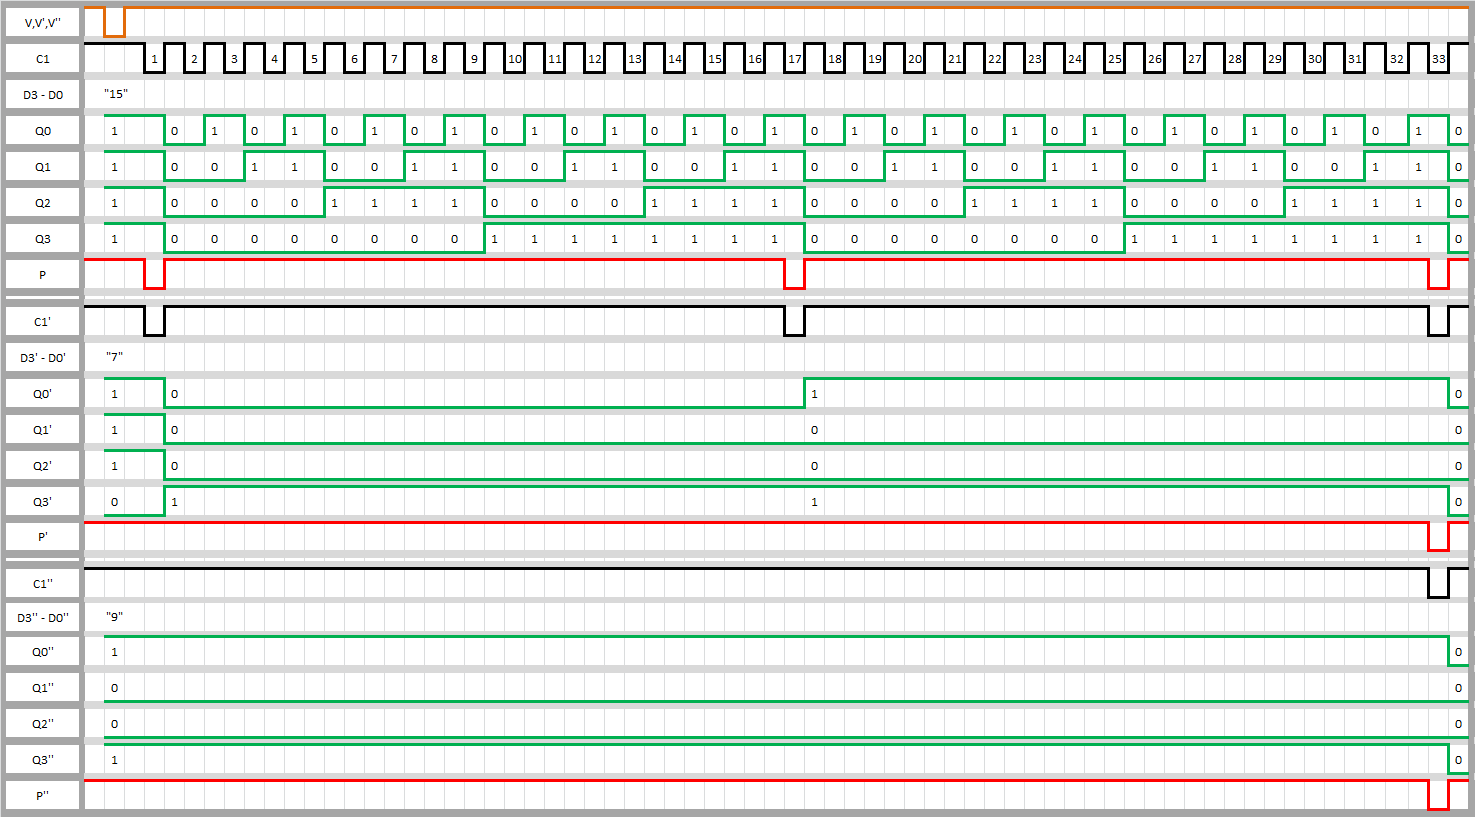 V,V',V''
C1 1 2 3 4 5 6 7 8 9 10 11 12 13 14 15 16 17 18 19 20 21 22 23 24 25 26 27 28 29 30 31 32 33
D3 - D0 "15"
Q0 1 0 1 0 1 0 1 0 1 0 1 0 1 0 1 0 1 0 1 0 1 0 1 0 1 0 1 0 1 0 1 0 1 0
Q1 1 0 0 1 1 0 0 1 1 0 0 1 1 0 0 1 1 0 0 1 1 0 0 1 1 0 0 1 1 0 0 1 1 0
Q2 1 0 0 0 0 1 1 1 1 0 0 0 0 1 1 1 1 0 0 0 0 1 1 1 1 0 0 0 0 1 1 1 1 0
Q3 1 0 0 0 0 0 0 0 0 1 1 1 1 1 1 1 1 0 0 0 0 0 0 0 0 1 1 1 1 1 1 1 1 0
P
C1'
D3' - D0' "7"
Q0' 1 0 1 0
Q1' 1 0 0 0
Q2' 1 0 0 0
Q3' 0 1 1 0
P'
C1''
D3'' - D0'' "9"
Q0'' 1 0
Q1'' 0 0
Q2'' 0 0
Q3'' 1 0
P''